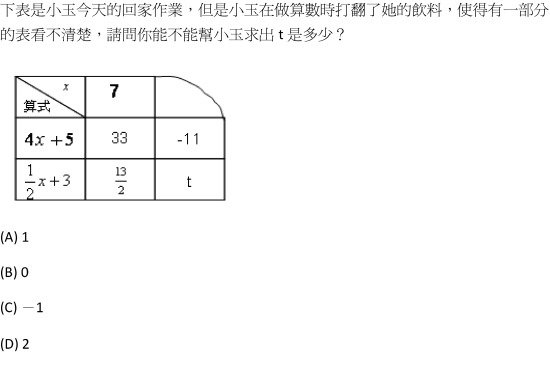 下表是小玉今天的回家作業，但是小玉在做算數時打翻了她的飲料，使得有一部分
的表看不清楚，請問你能不能幫小玉求出 t 是多少？
x 7
算式
4x +5 33 -11
1/2 x+3 13/2 t
(A) 1
(B) 0
(C) －1
(D) 2